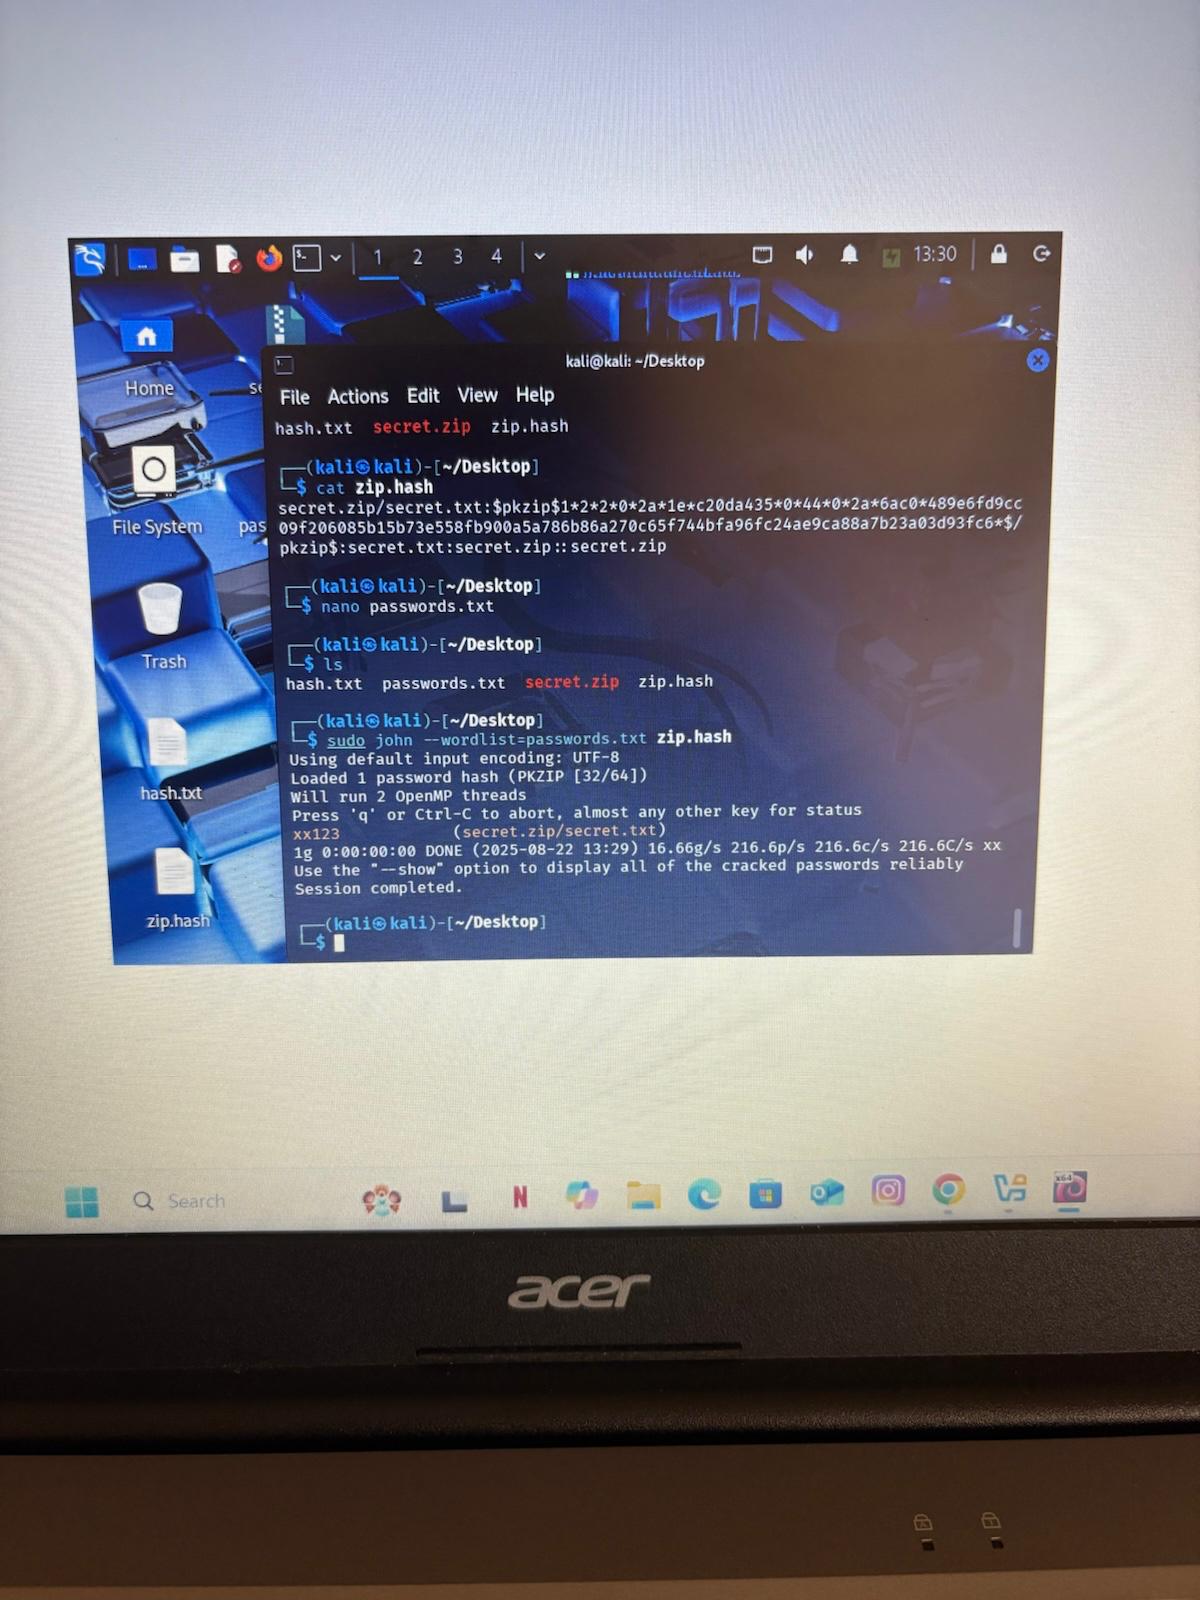 1 2 3 4 13:30
kali@kali: ~/Desktop
File Actions Edit View Help
hash.txt secret.zip zip.hash
(kali㉿kali)-[~/Desktop]
$ cat zip.hash
secret.zip/secret.txt:$pkzip$1*2*2*0*2a*1e*c20da435*0*44*0*2a*6ac0*489e6fd9cc
09f206085b15b73e558fb900a5a786b86a270c65f744bfa96fc24ae9ca88a7b23a03d93fc6*$/
pkzip$:secret.txt:secret.zip::secret.zip
(kali㉿kali)-[~/Desktop]
$ nano passwords.txt
(kali㉿kali)-[~/Desktop]
$ ls
hash.txt passwords.txt secret.zip zip.hash
(kali㉿kali)-[~/Desktop]
$ sudo john --wordlist=passwords.txt zip.hash
Using default input encoding: UTF-8
Loaded 1 password hash (PKZIP [32/64])
Will run 2 OpenMP threads
Press 'q' or Ctrl-C to abort, almost any other key for status
xx123 (secret.zip/secret.txt)
1g 0:00:00:00 DONE (2025-08-22 13:29) 16.66g/s 216.6p/s 216.6c/s 216.6C/s xx
Use the "--show" option to display all of the cracked passwords reliably
Session completed.
(kali㉿kali)-[~/Desktop]
$
Home
se
File System
pas
Trash
hash.txt
zip.hash
Search
N
x64
acer